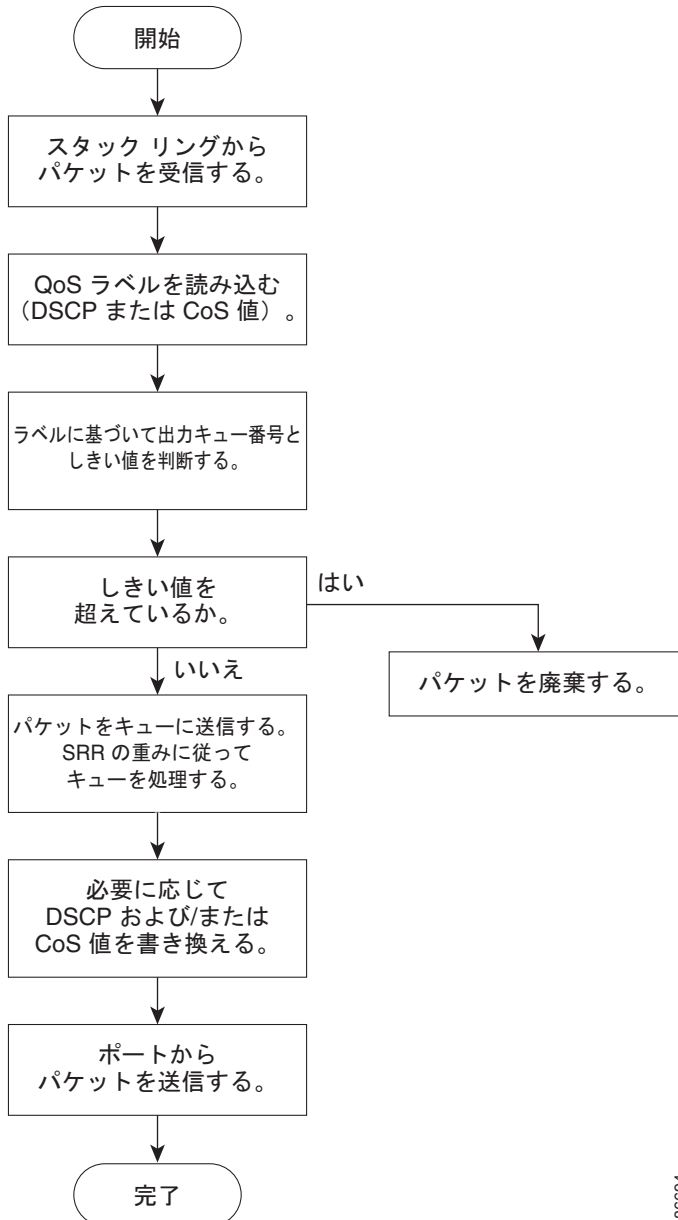 開始
スタック リングから
パケットを受信する。
QoS ラベルを読み込む
（DSCP または CoS 値）。
ラベルに基づいて出力キュー番号と
しきい値を判断する。
しきい値を
超えているか。
はい
パケットを廃棄する。
いいえ
パケットをキューに送信する。
SRR の重みに従って
キューを処理する。
必要に応じて
DSCP および/または
CoS 値を書き換える。
ポートから
パケットを送信する。
完了